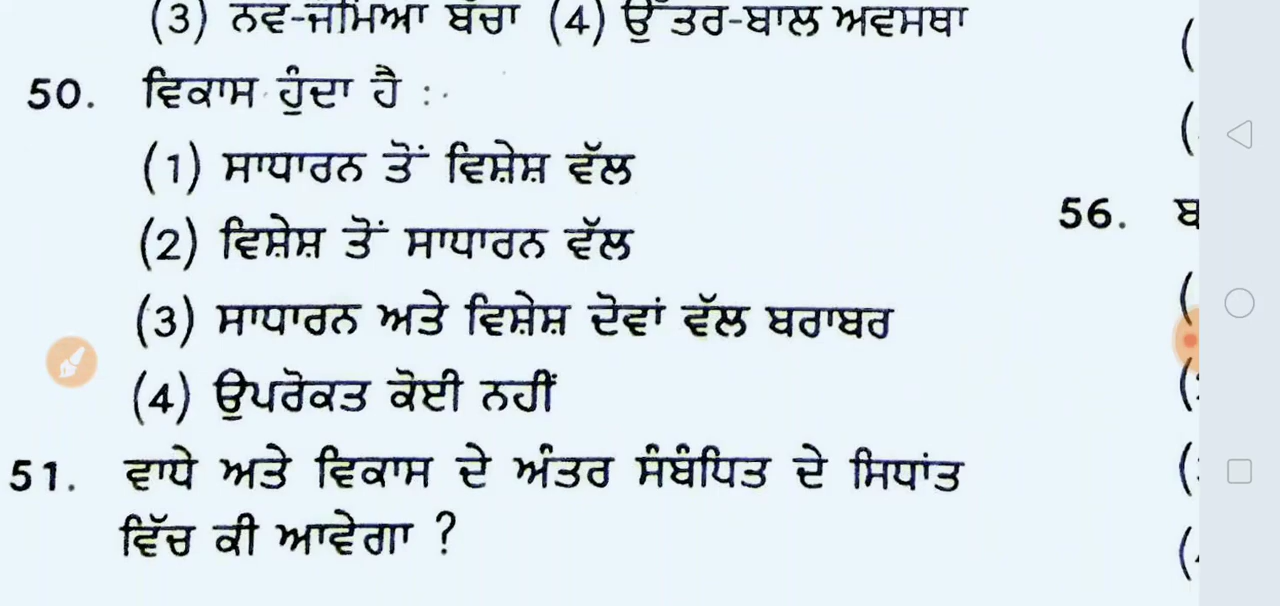 (3) ਨਵ-ਜੰਮਿਆ ਬੱਚਾ (4) ਉੱਤਰ-ਬਾਲ ਅਵਸਥਾ
50. ਵਿਕਾਸ ਹੁੰਦਾ ਹੈ :
(1) ਸਾਧਾਰਨ ਤੋਂ ਵਿਸ਼ੇਸ਼ ਵੱਲ
(2) ਵਿਸ਼ੇਸ਼ ਤੋਂ ਸਾਧਾਰਨ ਵੱਲ
(3) ਸਾਧਾਰਨ ਅਤੇ ਵਿਸ਼ੇਸ਼ ਦੋਵਾਂ ਵੱਲ ਬਰਾਬਰ
(4) ਉਪਰੋਕਤ ਕੋਈ ਨਹੀਂ
51. ਵਾਧੇ ਅਤੇ ਵਿਕਾਸ ਦੇ ਅੰਤਰ ਸੰਬੰਧਿਤ ਦੇ ਸਿਧਾਂਤ
ਵਿੱਚ ਕੀ ਆਵੇਗਾ ?
56.